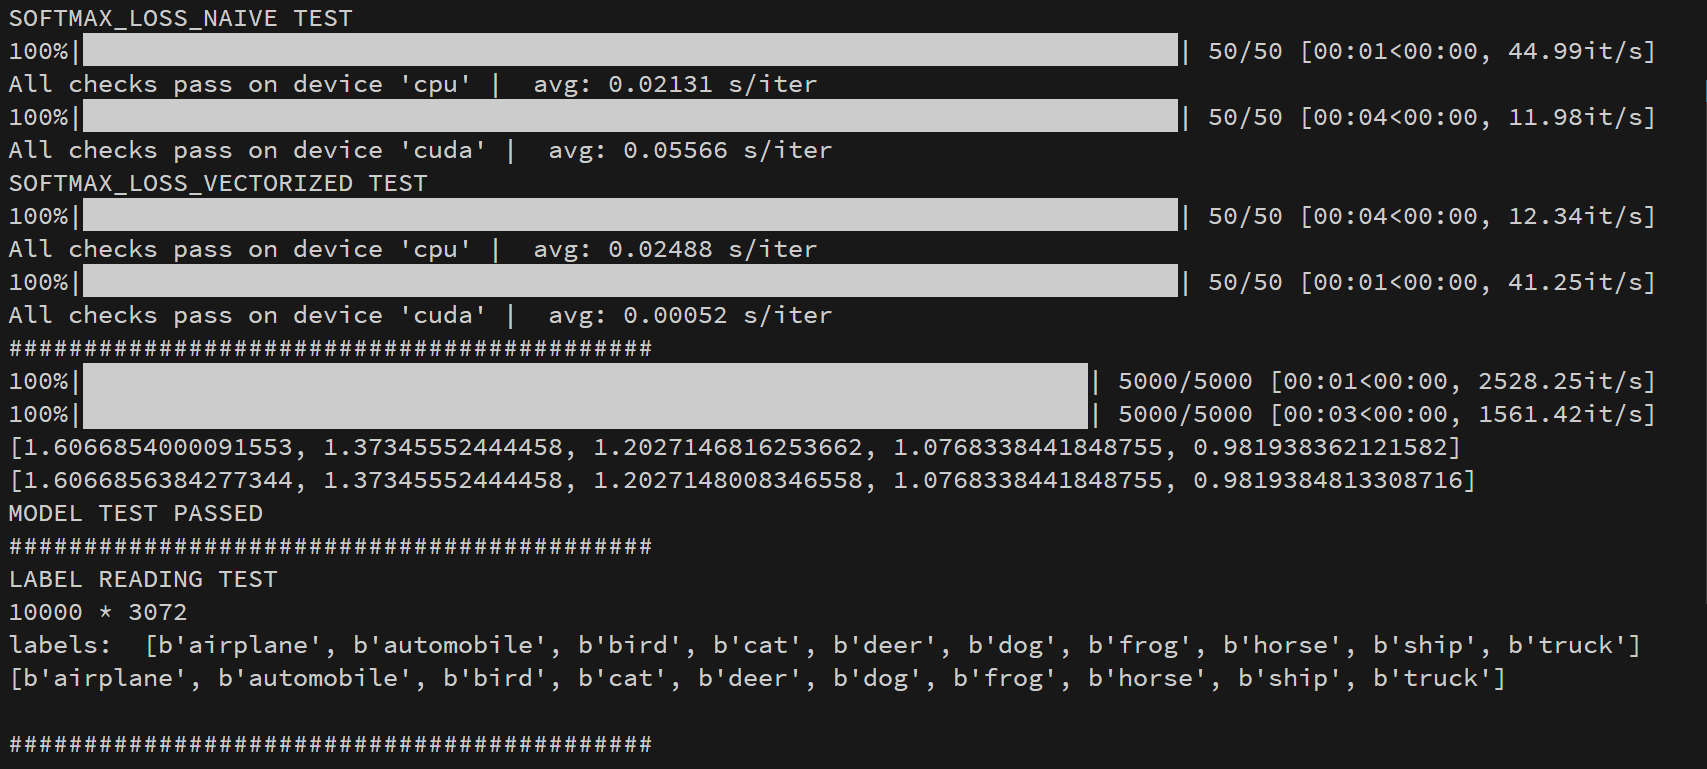 SOFTMAX_LOSS_NAIVE TEST
100%| | 50/50 [00:01<00:00, 44.99it/s]
All checks pass on device 'cpu' |  avg: 0.02131 s/iter
100%| | 50/50 [00:04<00:00, 11.98it/s]
All checks pass on device 'cuda' |  avg: 0.05566 s/iter
SOFTMAX_LOSS_VECTORIZED TEST
100%| | 50/50 [00:04<00:00, 12.34it/s]
All checks pass on device 'cpu' |  avg: 0.02488 s/iter
100%| | 50/50 [00:01<00:00, 41.25it/s]
All checks pass on device 'cuda' |  avg: 0.00052 s/iter
###########################################
100%| | 5000/5000 [00:01<00:00, 2528.25it/s]
100%| | 5000/5000 [00:03<00:00, 1561.42it/s]
[1.6066854000091553, 1.37345552444458, 1.2027146816253662, 1.0768338441848755, 0.981938362121582]
[1.6066856384277344, 1.37345552444458, 1.2027148008346558, 1.0768338441848755, 0.9819384813308716]
MODEL TEST PASSED
###########################################
LABEL READING TEST
10000 * 3072
labels:  [b'airplane', b'automobile', b'bird', b'cat', b'deer', b'dog', b'frog', b'horse', b'ship', b'truck']
[b'airplane', b'automobile', b'bird', b'cat', b'deer', b'dog', b'frog', b'horse', b'ship', b'truck']
###########################################